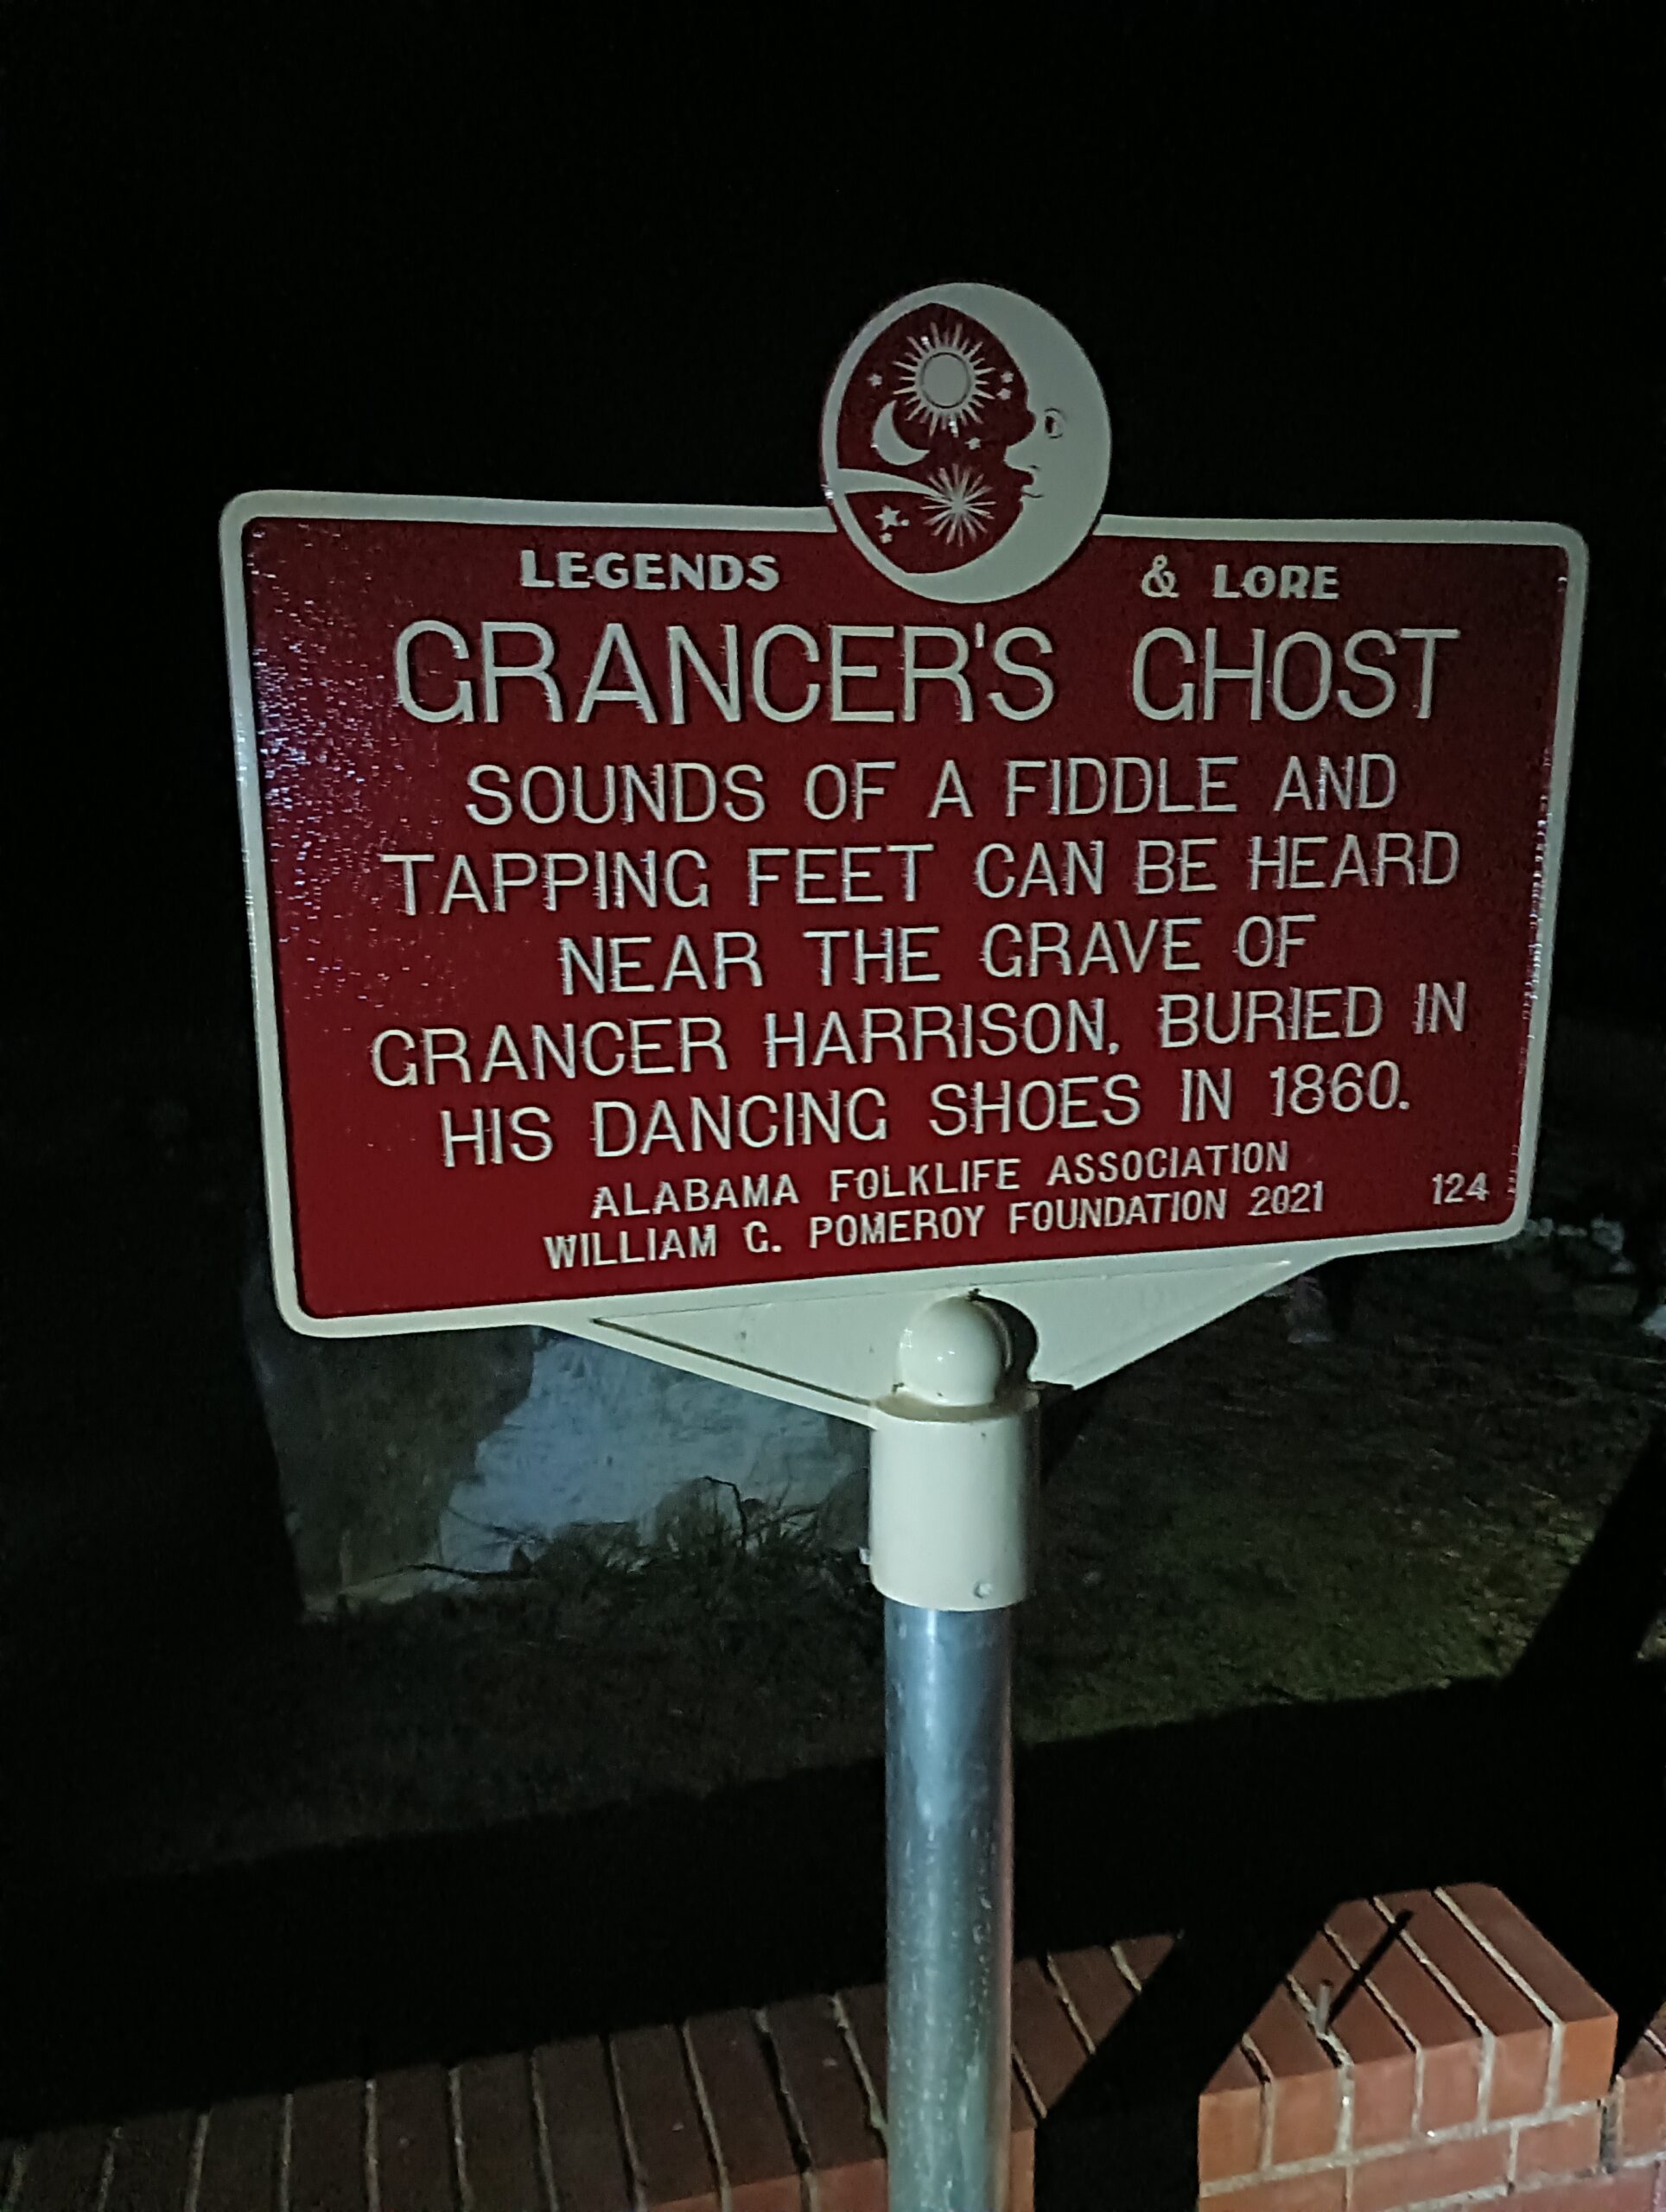 LEGENDS & LORE
GRANCER'S GHOST
SOUNDS OF A FIDDLE AND
TAPPING FEET CAN BE HEARD
NEAR THE GRAVE OF
GRANCER HARRISON, BURIED IN
HIS DANCING SHOES IN 1860.
ALABAMA FOLKLIFE ASSOCIATION
WILLIAM G. POMEROY FOUNDATION 2021 124